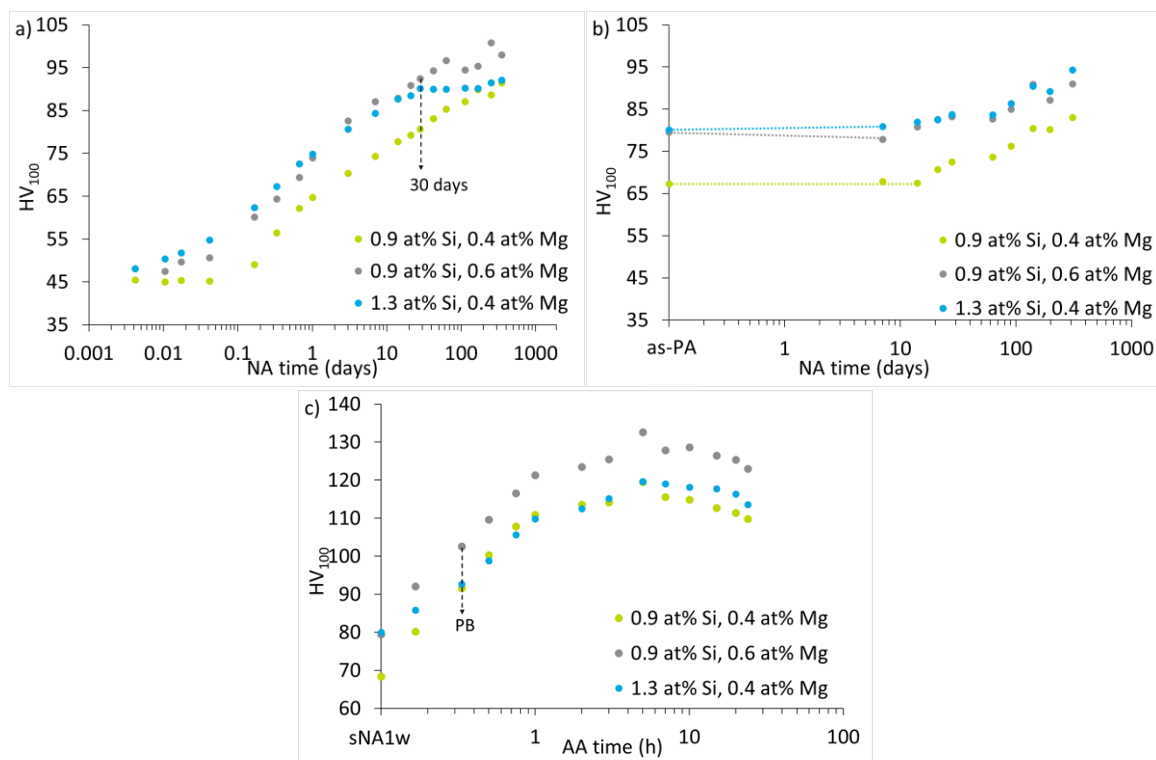 a)
105
95
85
75
65
55
45
35
HV100
0.001 0.01 0.1 1 10 100 1000
NA time (days)
30 days
0.9 at% Si, 0.4 at% Mg
0.9 at% Si, 0.6 at% Mg
1.3 at% Si, 0.4 at% Mg
b)
105
95
85
75
65
55
45
35
HV100
as-PA 1 10 100 1000
NA time (days)
0.9 at% Si, 0.4 at% Mg
0.9 at% Si, 0.6 at% Mg
1.3 at% Si, 0.4 at% Mg
c)
140
130
120
110
100
90
80
70
60
HV100
PB
0.9 at% Si, 0.4 at% Mg
0.9 at% Si, 0.6 at% Mg
1.3 at% Si, 0.4 at% Mg
sNA1w 1 10 100
AA time (h)